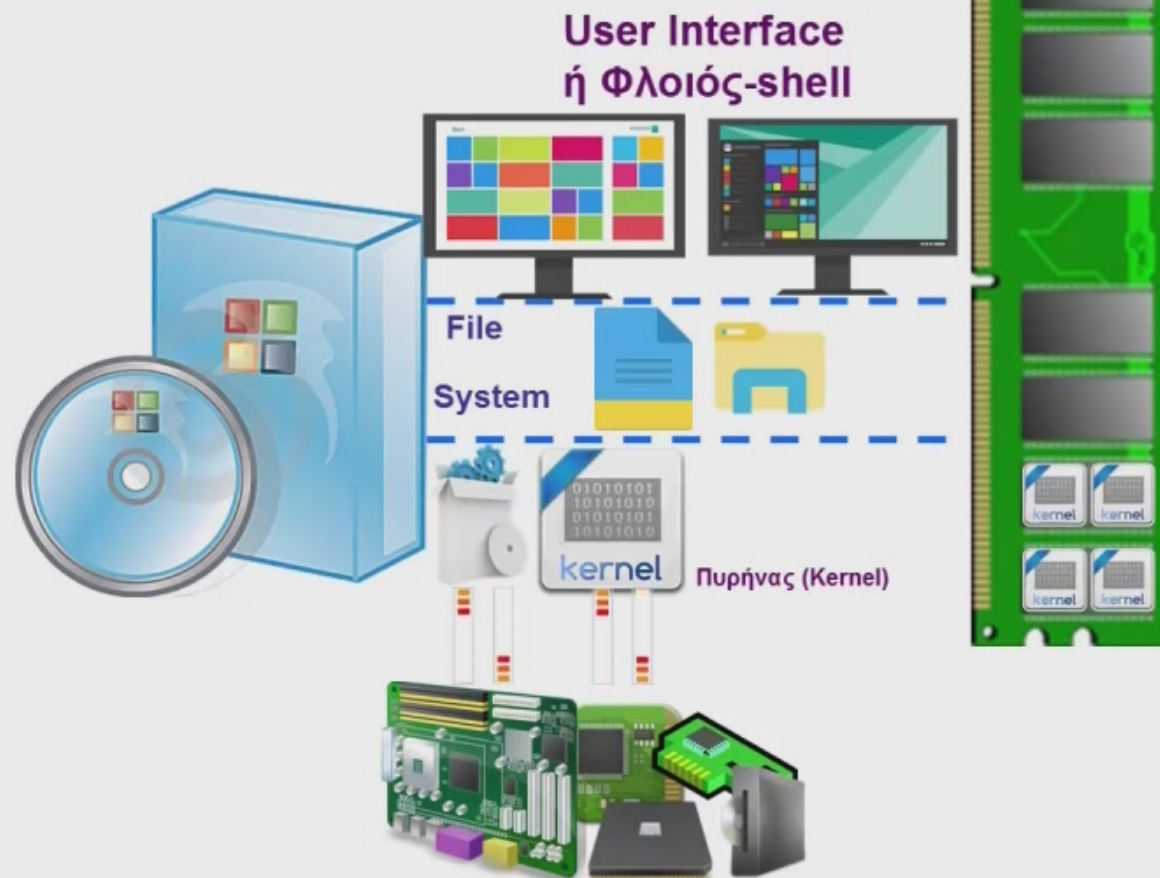 User Interface
ή Φλοιός-shell
File
System
01010101
10101010
01010101
10101010
kernel
Πυρήνας (Kernel)
kernel kernel
kernel kernel